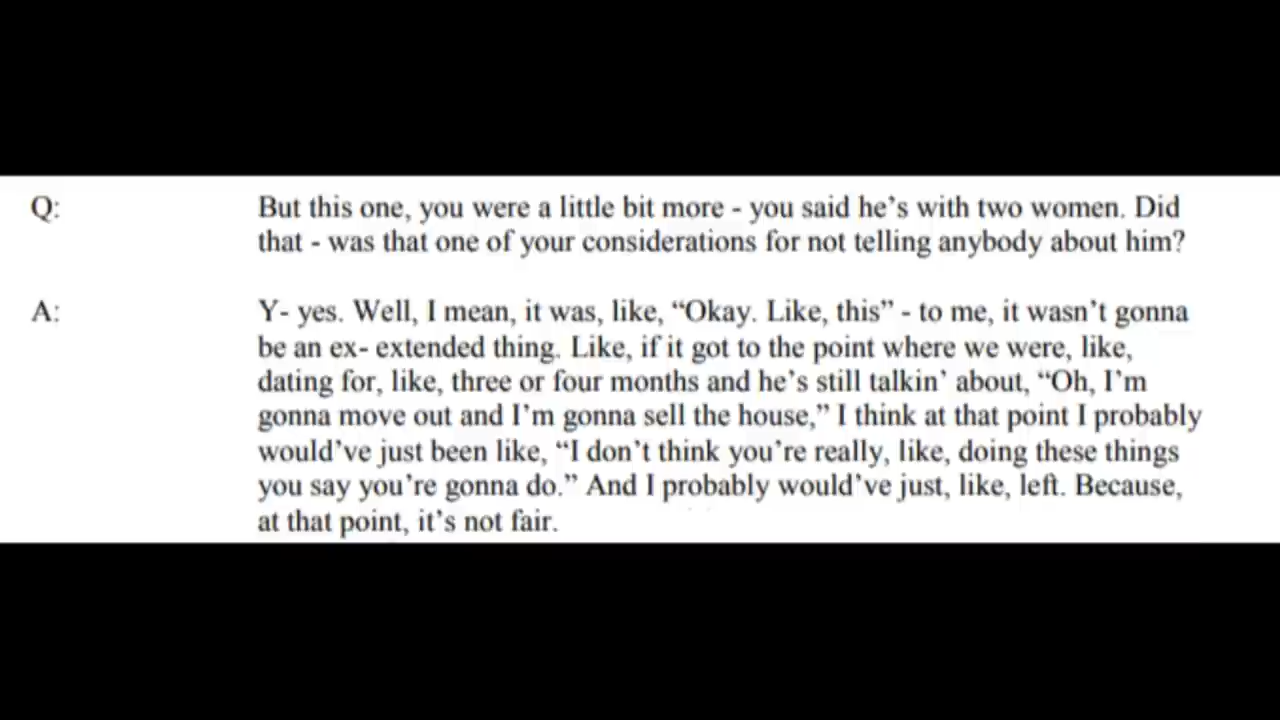 Q: But this one, you were a little bit more - you said he's with two women. Did
that - was that one of your considerations for not telling anybody about him?
A: Y- yes. Well, I mean, it was, like, “Okay. Like, this” - to me, it wasn't gonna
be an ex- extended thing. Like, if it got to the point where we were, like,
dating for, like, three or four months and he's still talkin' about, “Oh, I'm
gonna move out and I'm gonna sell the house,” I think at that point I probably
would've just been like, “I don't think you're really, like, doing these things
you say you're gonna do.” And I probably would've just, like, left. Because,
at that point, it's not fair.